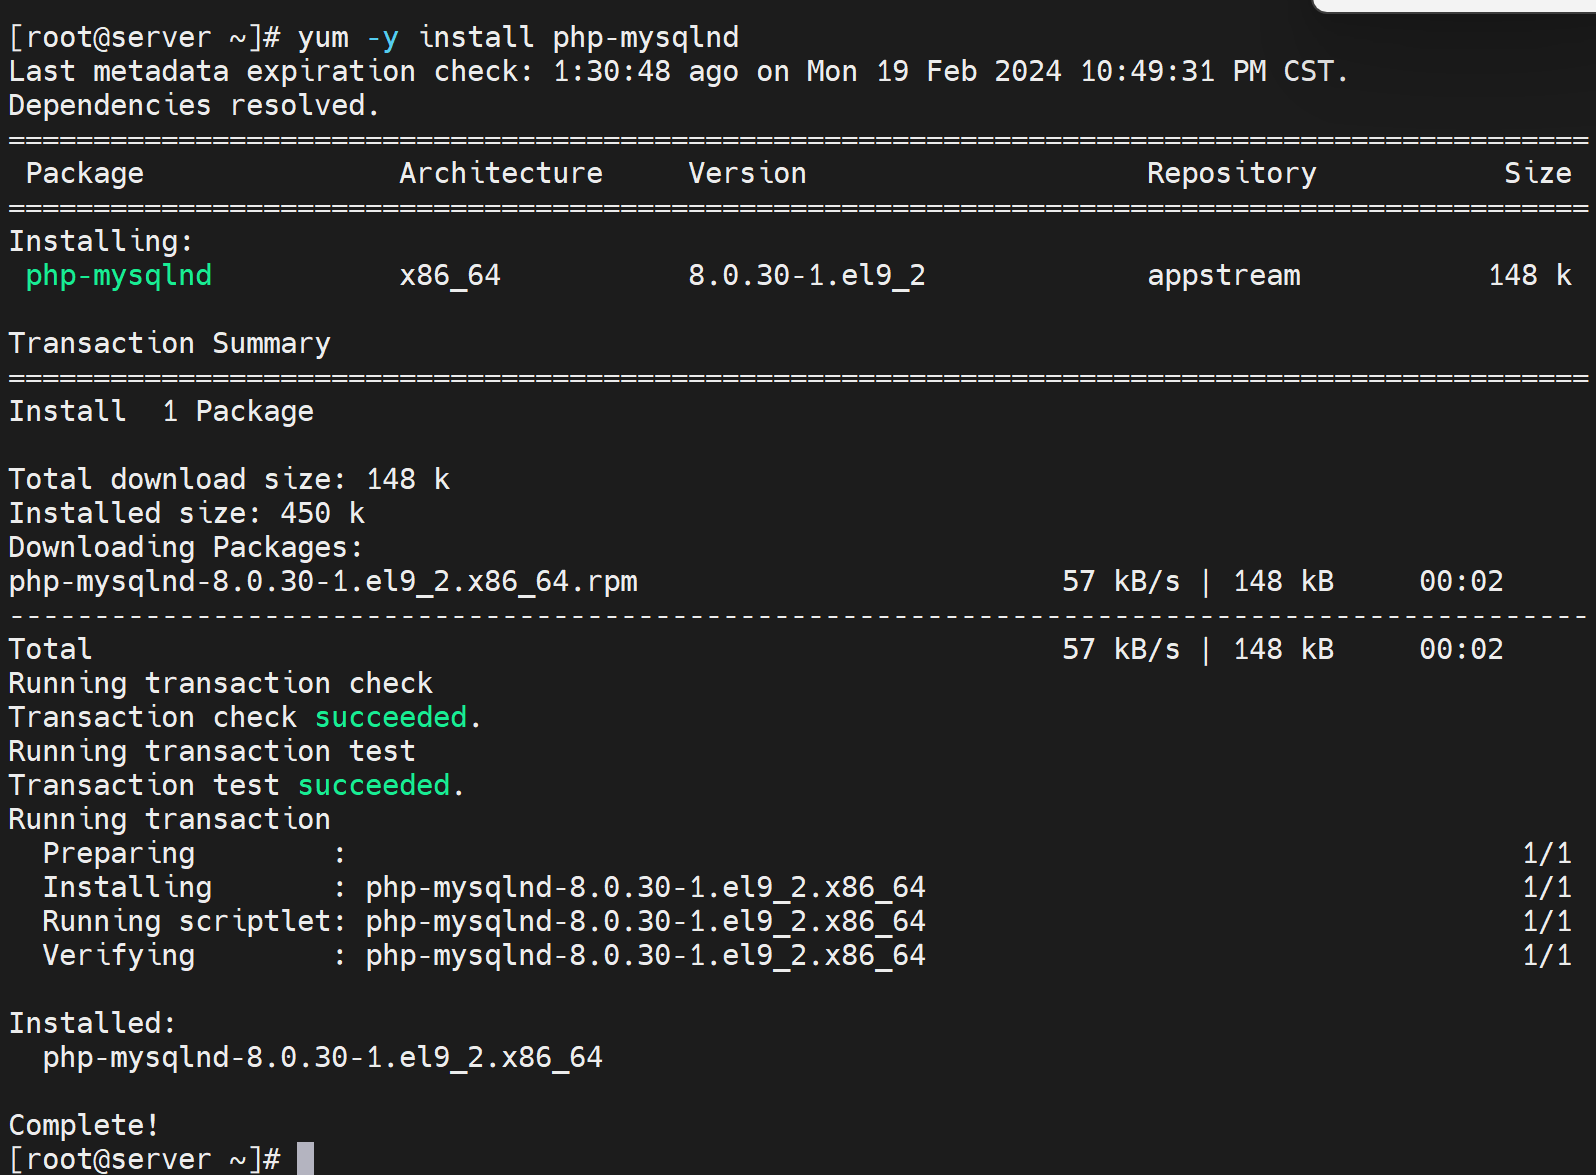 [root@server ~]# yum -y install php-mysqlnd
Last metadata expiration check: 1:30:48 ago on Mon 19 Feb 2024 10:49:31 PM CST.
Dependencies resolved.
=============================================================================================
 Package               Architecture     Version                    Repository           Size
=============================================================================================
Installing:
 php-mysqlnd           x86_64           8.0.30-1.el9_2             appstream           148 k

Transaction Summary
=============================================================================================
Install  1 Package

Total download size: 148 k
Installed size: 450 k
Downloading Packages:
php-mysqlnd-8.0.30-1.el9_2.x86_64.rpm                         57 kB/s | 148 kB     00:02
---------------------------------------------------------------------------------------------
Total                                                         57 kB/s | 148 kB     00:02
Running transaction check
Transaction check succeeded.
Running transaction test
Transaction test succeeded.
Running transaction
  Preparing        :                                                                     1/1
  Installing       : php-mysqlnd-8.0.30-1.el9_2.x86_64                                   1/1
  Running scriptlet: php-mysqlnd-8.0.30-1.el9_2.x86_64                                   1/1
  Verifying        : php-mysqlnd-8.0.30-1.el9_2.x86_64                                   1/1

Installed:
  php-mysqlnd-8.0.30-1.el9_2.x86_64

Complete!
[root@server ~]#